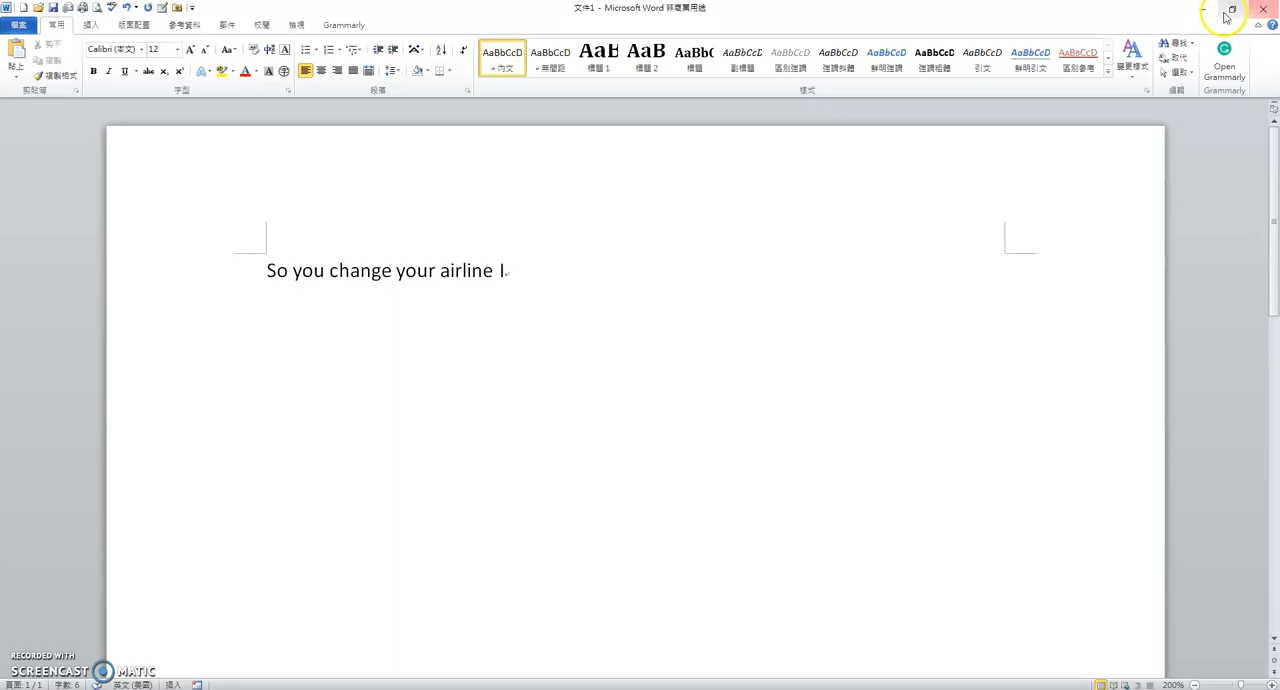 文件1 - Microsoft Word 非商業用途
檔案 常用 插入 版面配置 參考資料 郵件 校閱 檢視 Grammarly
貼上 剪下 複製 複製格式 剪貼簿
Calibri (本文) 12
字型
段落
AaBbCcD AaBbCcD AaB AaB AaBbC AaBbCcD AaBbCcD AaBbCcD AaBbCcD AaBbCcD AaBbCcD AaBbCcD AaBbCcD
內文 無間距 標題 1 標題 2 標題 副標題 區別強調 強調斜體 鮮明強調 強調粗體 引文 鮮明引文 區別參考
樣式
變更樣式
尋找 取代 選取 編輯
Open Grammarly
Grammarly
So you change your airline I
RECORDED WITH
SCREENCAST MATIC
頁面: 1 / 1 字數: 6 英文 (美國) 插入 200%